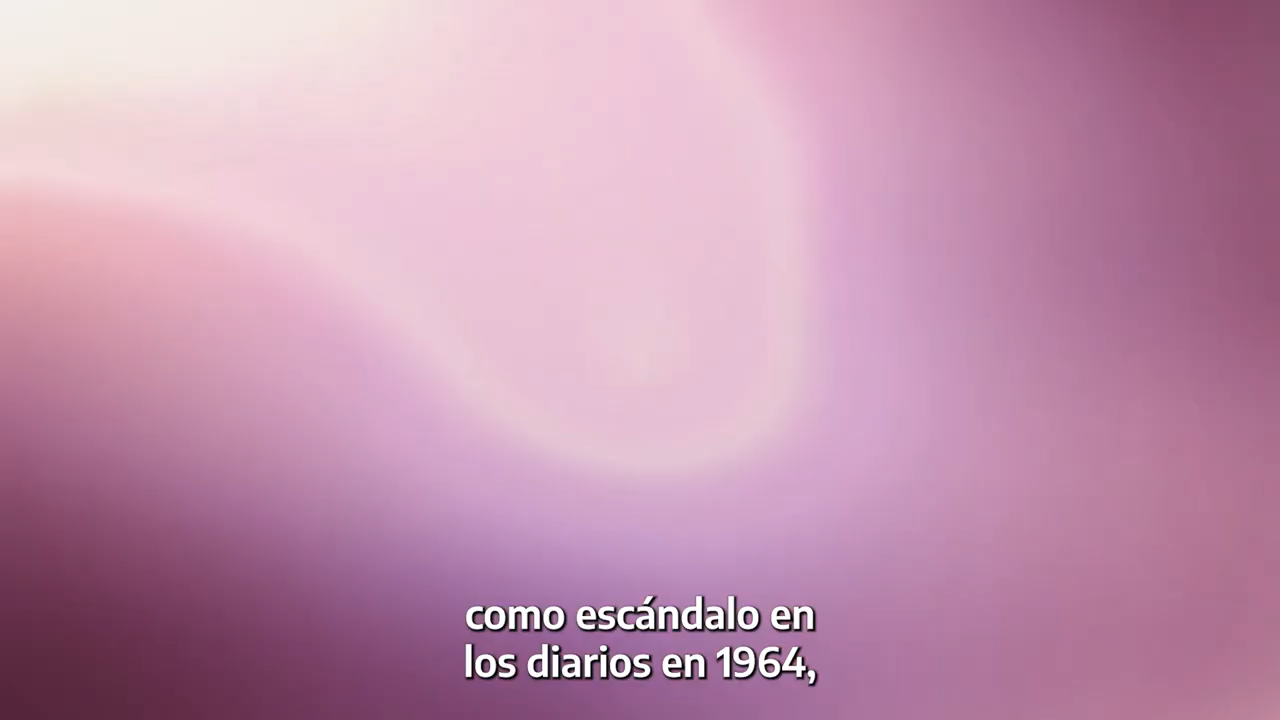 como escándalo en
los diarios en 1964,